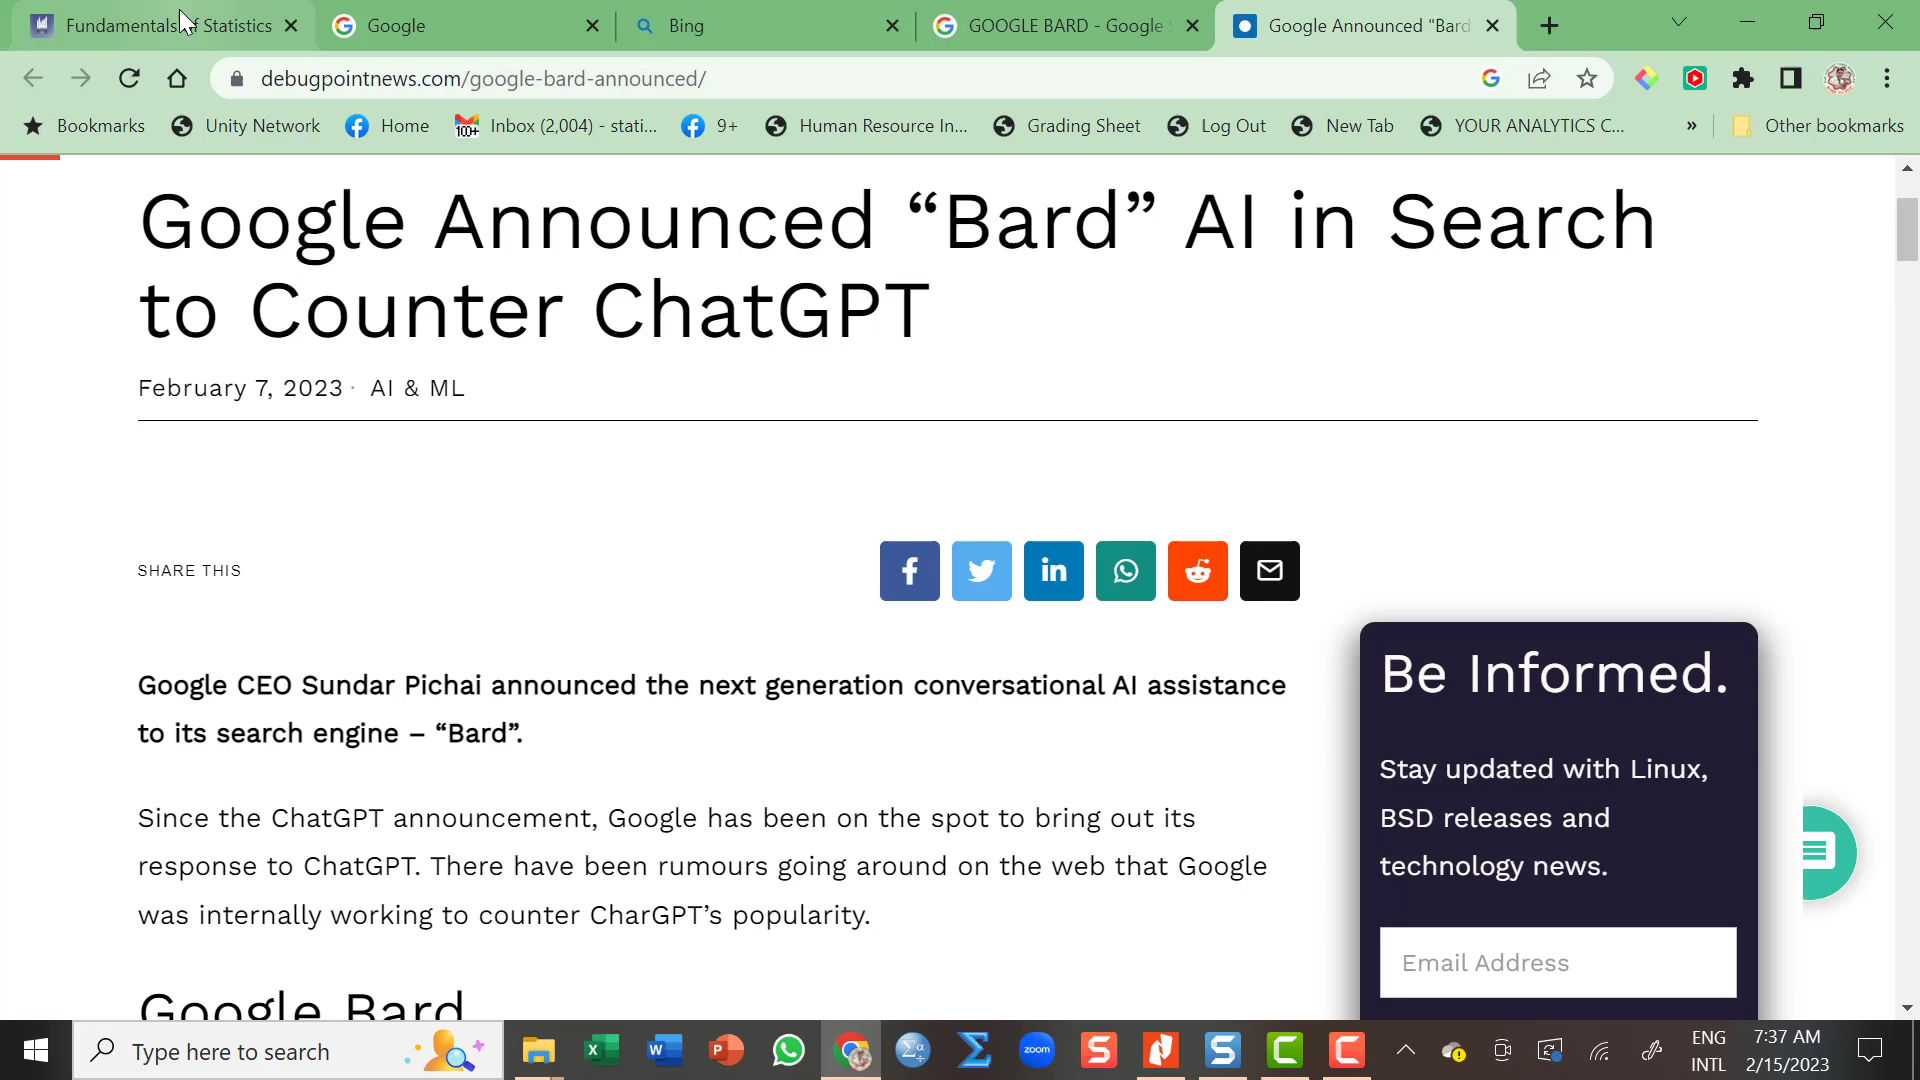 Fundamentals of Statistics
Google
Bing
GOOGLE BARD - Google S
Google Announced "Bard
debugpointnews.com/google-bard-announced/
Bookmarks
Unity Network
Home
100+
Inbox (2,004) - stati...
9+
Human Resource In...
Grading Sheet
Log Out
New Tab
YOUR ANALYTICS C...
»
Other bookmarks
Google Announced “Bard” AI in Search
to Counter ChatGPT
February 7, 2023 · AI & ML
SHARE THIS
Google CEO Sundar Pichai announced the next generation conversational AI assistance
to its search engine – “Bard”.
Since the ChatGPT announcement, Google has been on the spot to bring out its
response to ChatGPT. There have been rumours going around on the web that Google
was internally working to counter CharGPT’s popularity.
Google Bard
Be Informed.
Stay updated with Linux,
BSD releases and
technology news.
Email Address
Type here to search
zoom
ENG
INTL
7:37 AM
2/15/2023